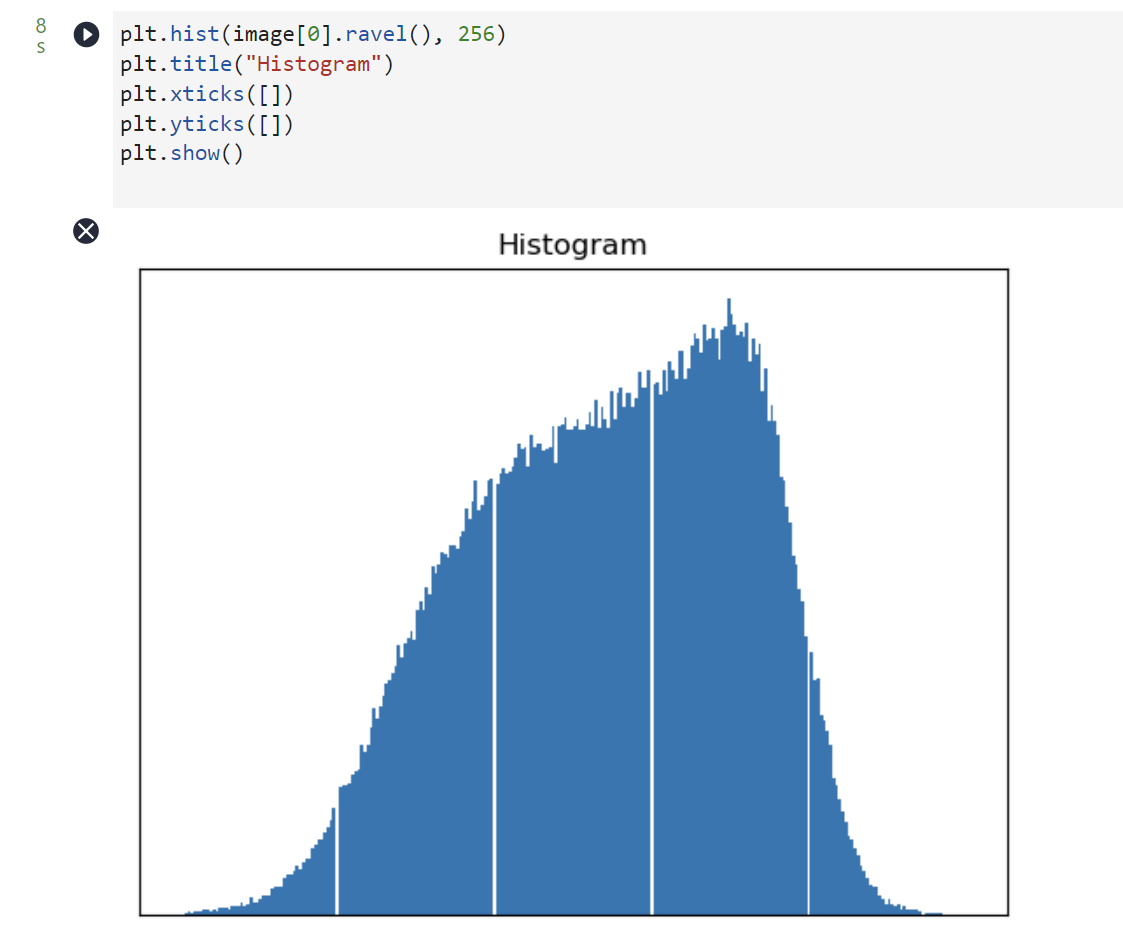 8
s
plt.hist(image[0].ravel(), 256)
plt.title("Histogram")
plt.xticks([])
plt.yticks([])
plt.show()
Histogram